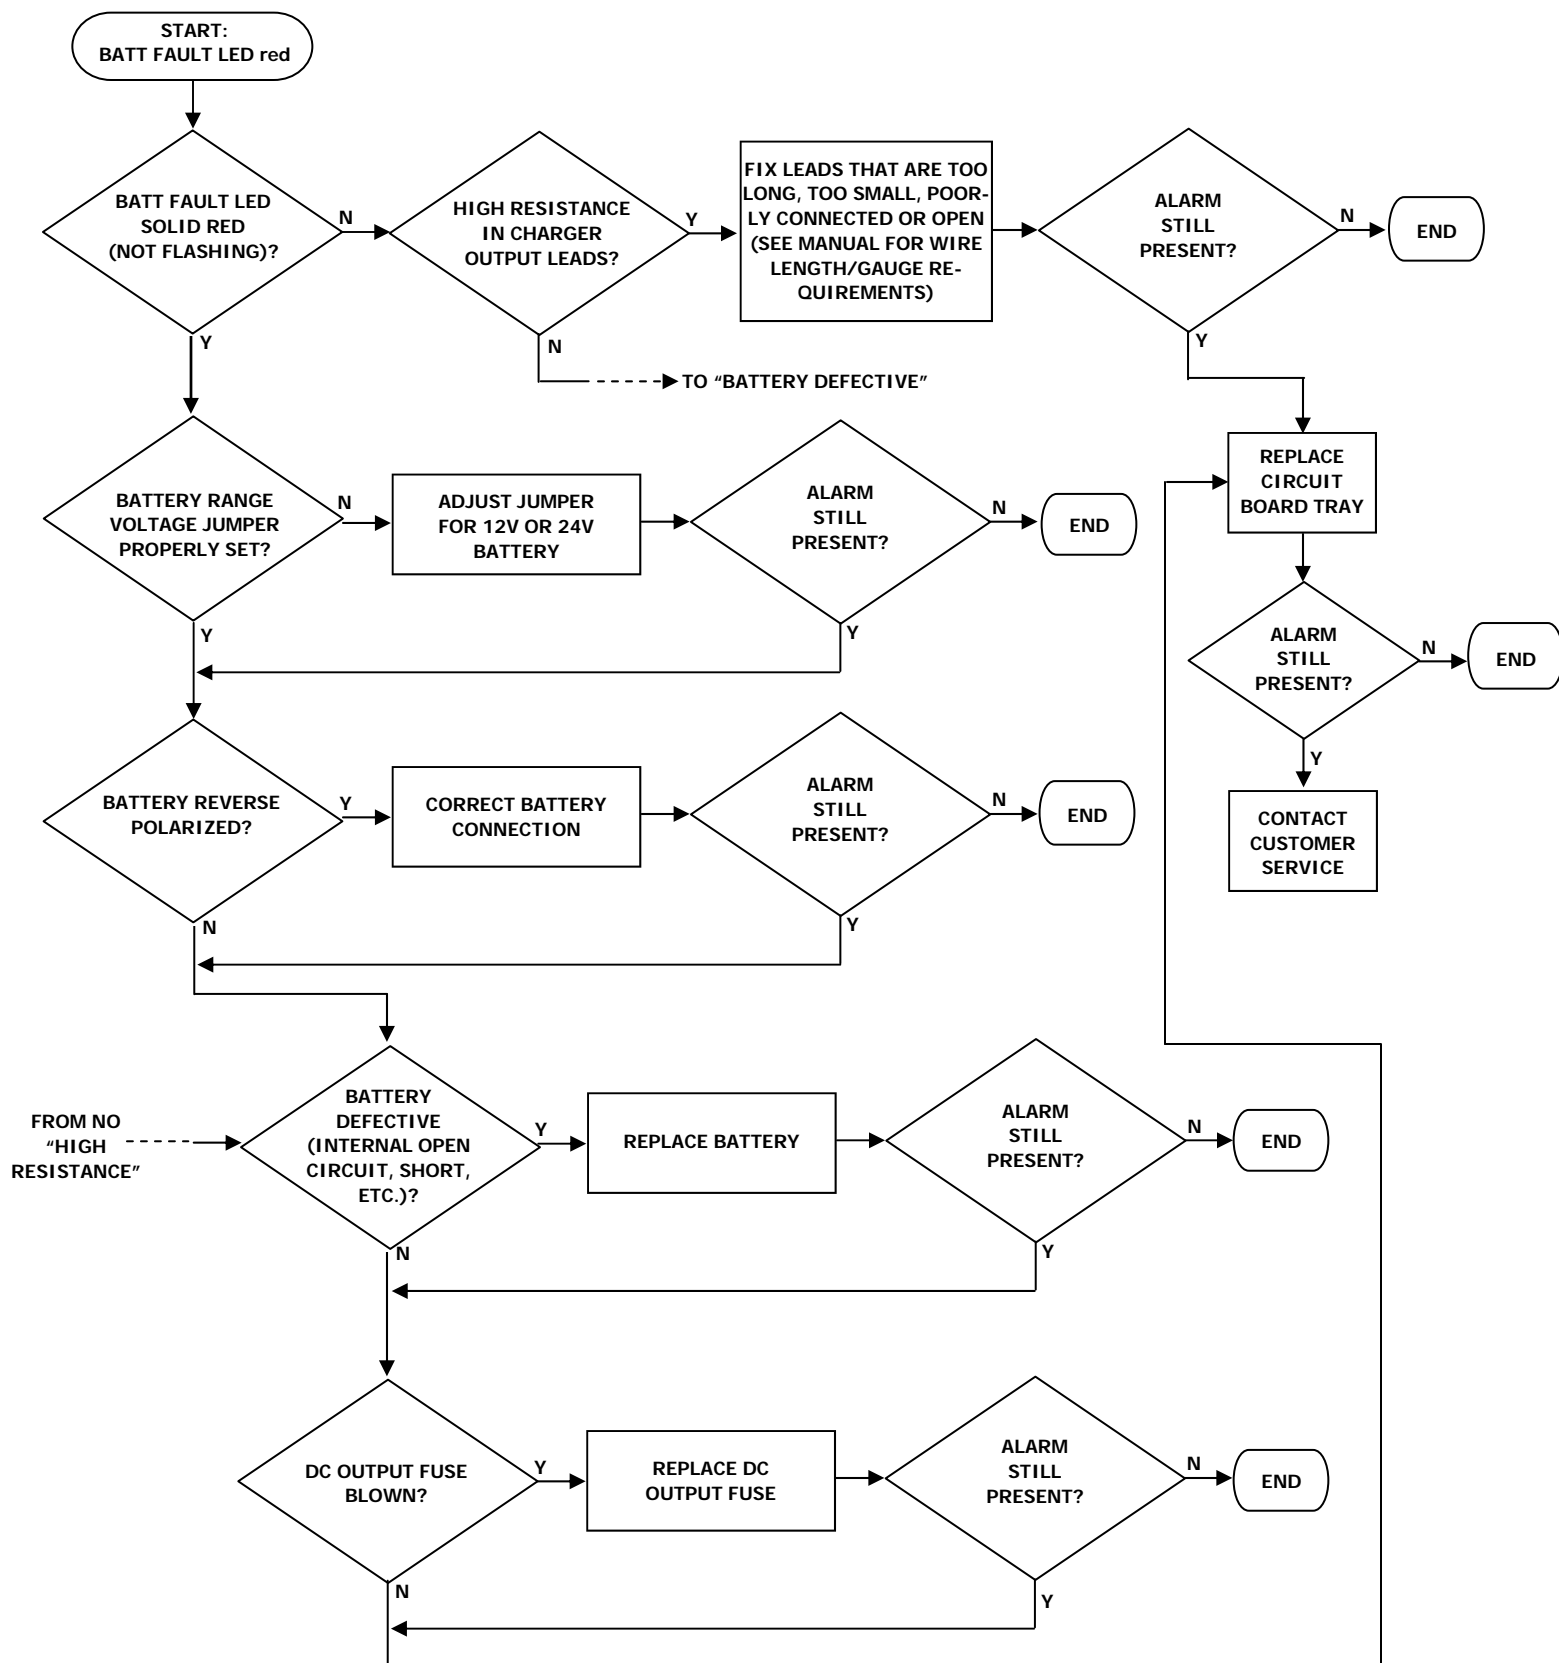 START:
BATT FAULT LED red
BATT FAULT LED
SOLID RED
(NOT FLASHING)?
N
Y
HIGH RESISTANCE
IN CHARGER
OUTPUT LEADS?
Y
N
TO “BATTERY DEFECTIVE”
FIX LEADS THAT ARE TOO
LONG, TOO SMALL, POOR-
LY CONNECTED OR OPEN
(SEE MANUAL FOR WIRE
LENGTH/GAUGE RE-
QUIREMENTS)
ALARM
STILL
PRESENT?
N
END
Y
BATTERY RANGE
VOLTAGE JUMPER
PROPERLY SET?
N
Y
ADJUST JUMPER
FOR 12V OR 24V
BATTERY
ALARM
STILL
PRESENT?
N
END
Y
REPLACE
CIRCUIT
BOARD TRAY
ALARM
STILL
PRESENT?
N
END
Y
CONTACT
CUSTOMER
SERVICE
BATTERY REVERSE
POLARIZED?
Y
N
CORRECT BATTERY
CONNECTION
ALARM
STILL
PRESENT?
N
END
Y
FROM NO
“HIGH
RESISTANCE”
BATTERY
DEFECTIVE
(INTERNAL OPEN
CIRCUIT, SHORT,
ETC.)?
Y
N
REPLACE BATTERY
ALARM
STILL
PRESENT?
N
END
Y
DC OUTPUT FUSE
BLOWN?
Y
N
REPLACE DC
OUTPUT FUSE
ALARM
STILL
PRESENT?
N
END
Y